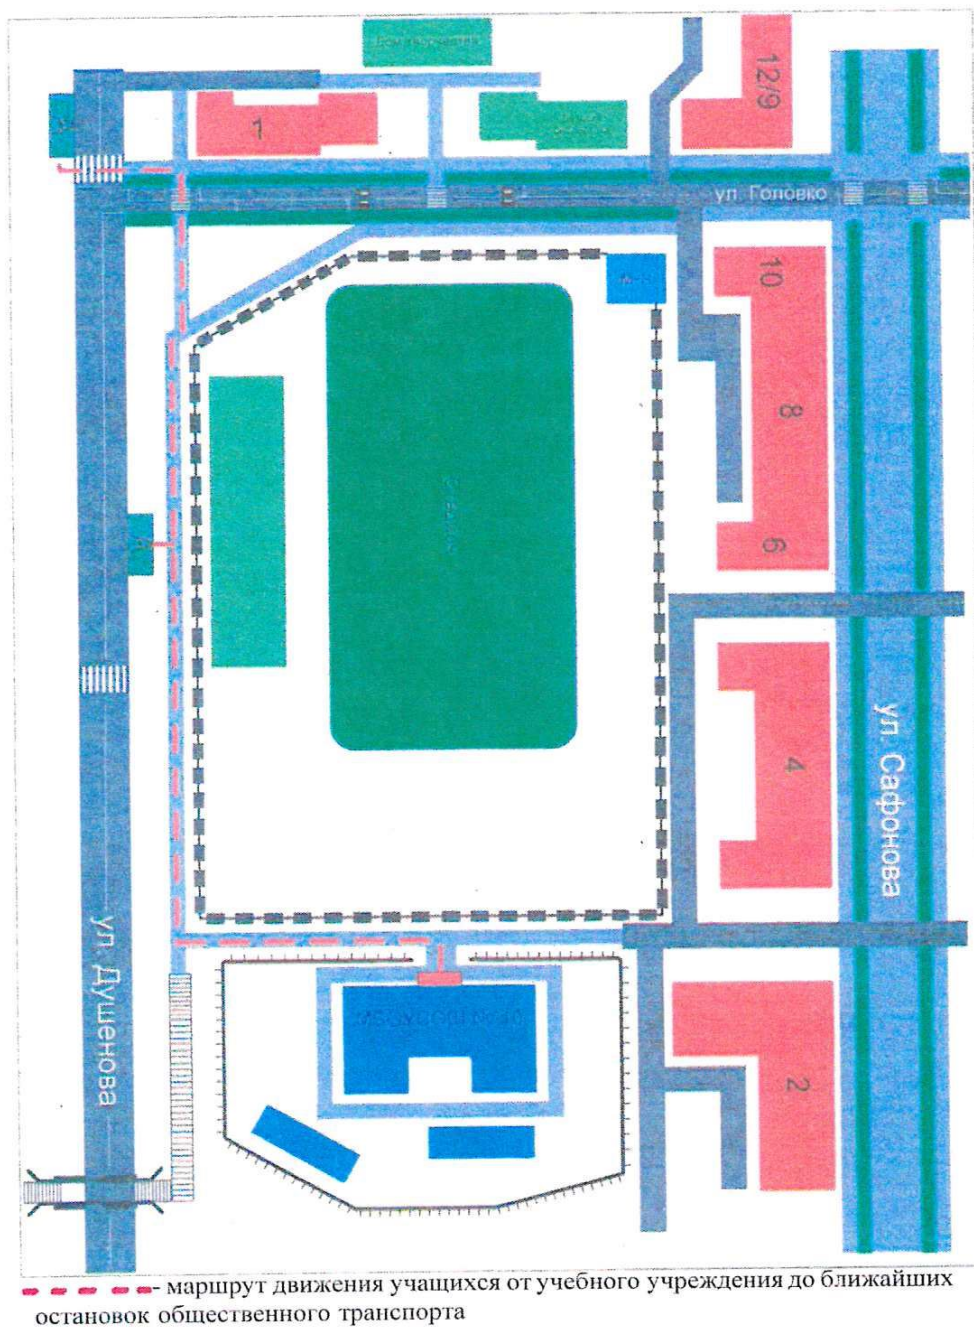 12/9
1
ул. Головко
10
8
6
4
ул. Сафонова
ул. Душенова
2
- маршрут движения учащихся от учебного учреждения до ближайших
остановок общественного транспорта